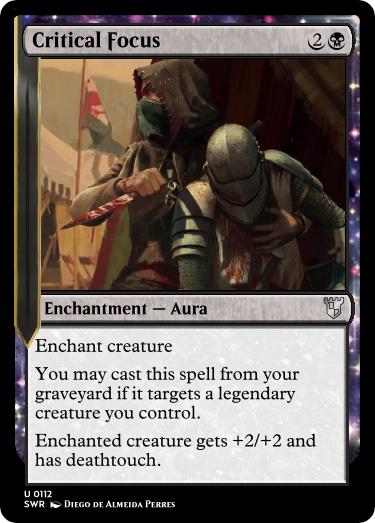 Critical Focus 2
Enchantment — Aura
Enchant creature
You may cast this spell from your
graveyard if it targets a legendary
creature you control.
Enchanted creature gets +2/+2 and
has deathtouch.
U 0112
SWR Diego de Almeida Perres